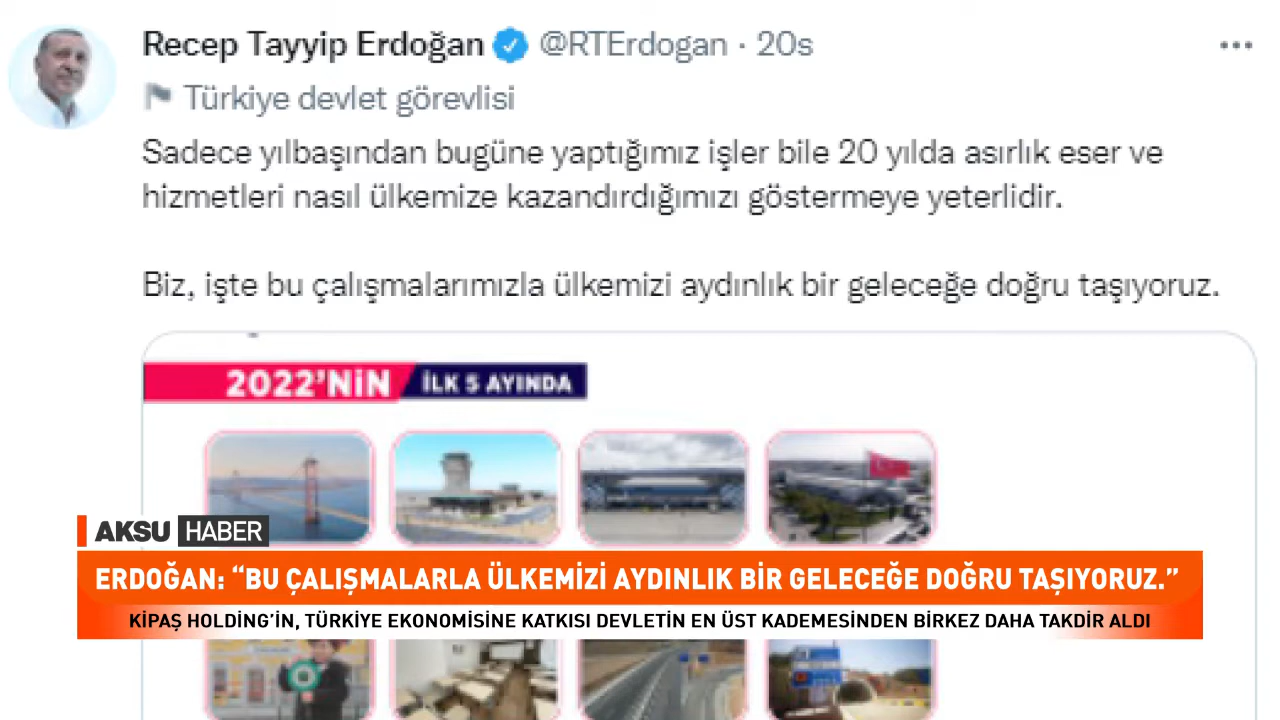 Recep Tayyip Erdoğan @RTErdogan · 20s
Türkiye devlet görevlisi
Sadece yılbaşından bugüne yaptığımız işler bile 20 yılda asırlık eser ve
hizmetleri nasıl ülkemize kazandırdığımızı göstermeye yeterlidir.
Biz, işte bu çalışmalarımızla ülkemizi aydınlık bir geleceğe doğru taşıyoruz.
2022'NİN İLK 5 AYINDA
AKSU HABER
ERDOĞAN: “BU ÇALIŞMALARLA ÜLKEMİZİ AYDINLIK BİR GELECEĞE DOĞRU TAŞIYORUZ.”
KİPAŞ HOLDİNG'İN, TÜRKİYE EKONOMİSİNE KATKISI DEVLETİN EN ÜST KADEMESİNDEN BİRKEZ DAHA TAKDİR ALDI